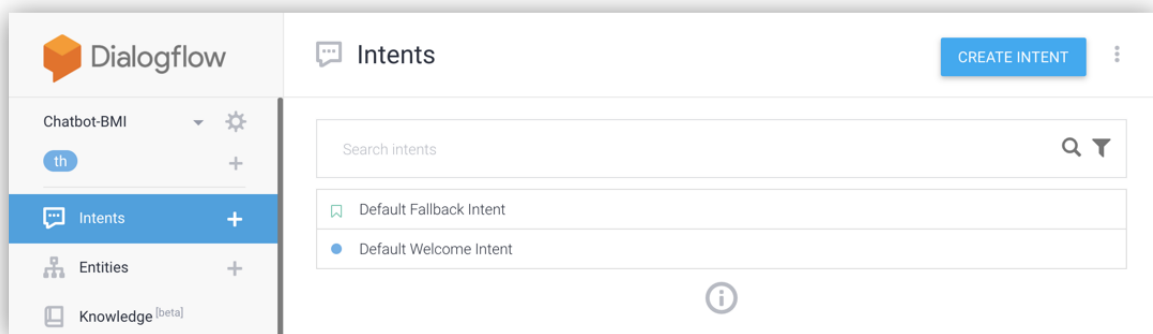 Dialogflow
Intents
CREATE INTENT
Chatbot-BMI
th
Search intents
Intents
Default Fallback Intent
Default Welcome Intent
Entities
Knowledge [beta]